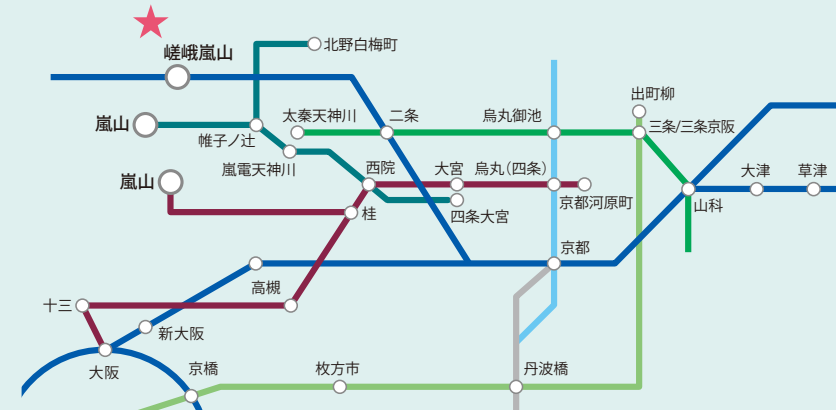 嵯峨嵐山
北野白梅町
出町柳
嵐山
太秦天神川
二条
烏丸御池
三条/三条京阪
帷子ノ辻
嵐電天神川
西院
大宮
烏丸(四条)
大津
草津
嵐山
桂
四条大宮
京都河原町
山科
京都
高槻
十三
新大阪
大阪
京橋
枚方市
丹波橋